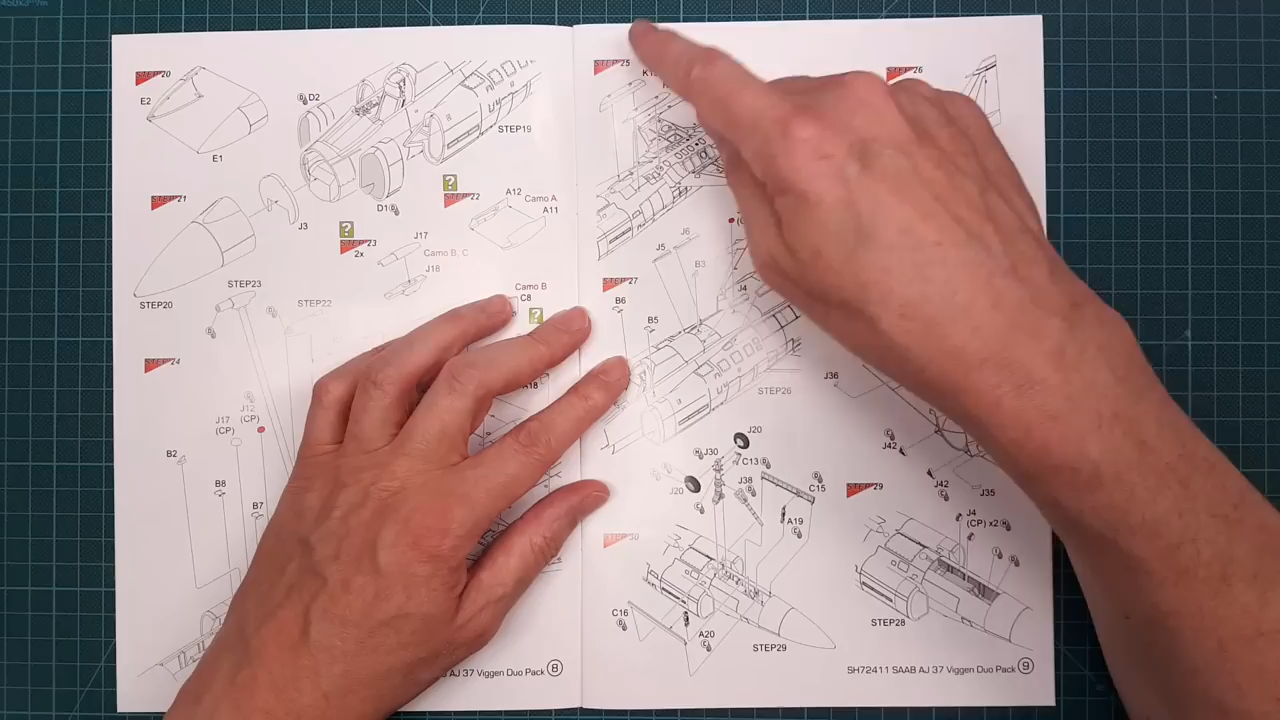 STEP 20
E2
E1
D2
STEP19
D1
STEP 21
J3
STEP20
STEP 22
A12
Camo A
A11
STEP 23
2x
J17
Camo B, C
J18
STEP23
STEP22
Camo B
C8
A18
STEP 24
J17
(CP)
J12
(CP)
B2
B8
B7
AJ 37 Viggen Duo Pack 8
STEP 25
STEP 26
STEP 27
J5
J6
B3
B6
B5
J4
STEP26
J36
J42
J42
J35
STEP 29
J4
(CP) x2
STEP28
STEP 30
J20
J30
C13
J20
J38
C15
A19
C16
A20
STEP29
SH72411 SAAB AJ 37 Viggen Duo Pack 9